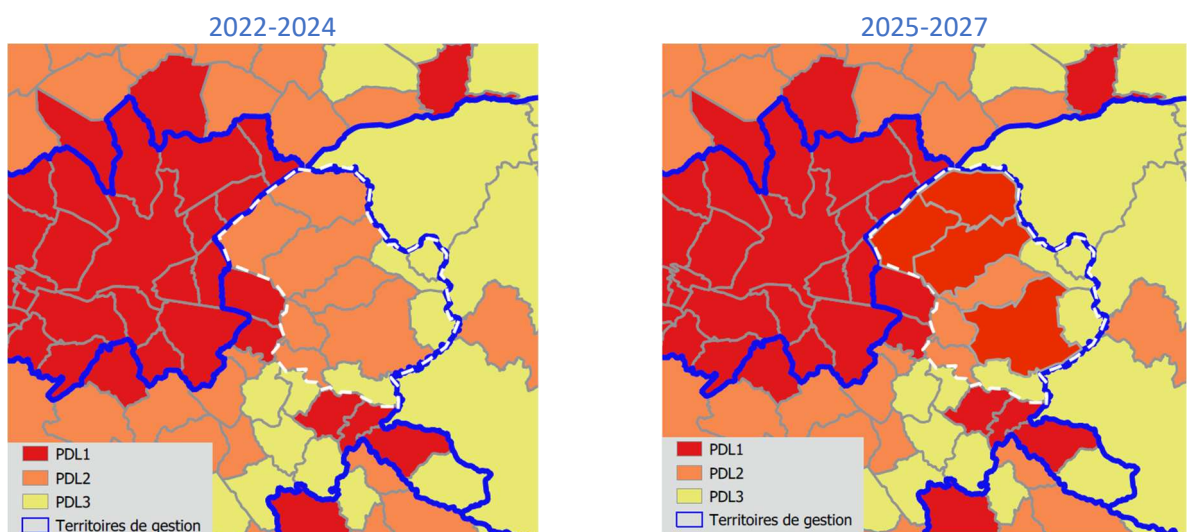 2022-2024
2025-2027
PDL1
PDL2
PDL3
Territoires de gestion
PDL1
PDL2
PDL3
Territoires de gestion